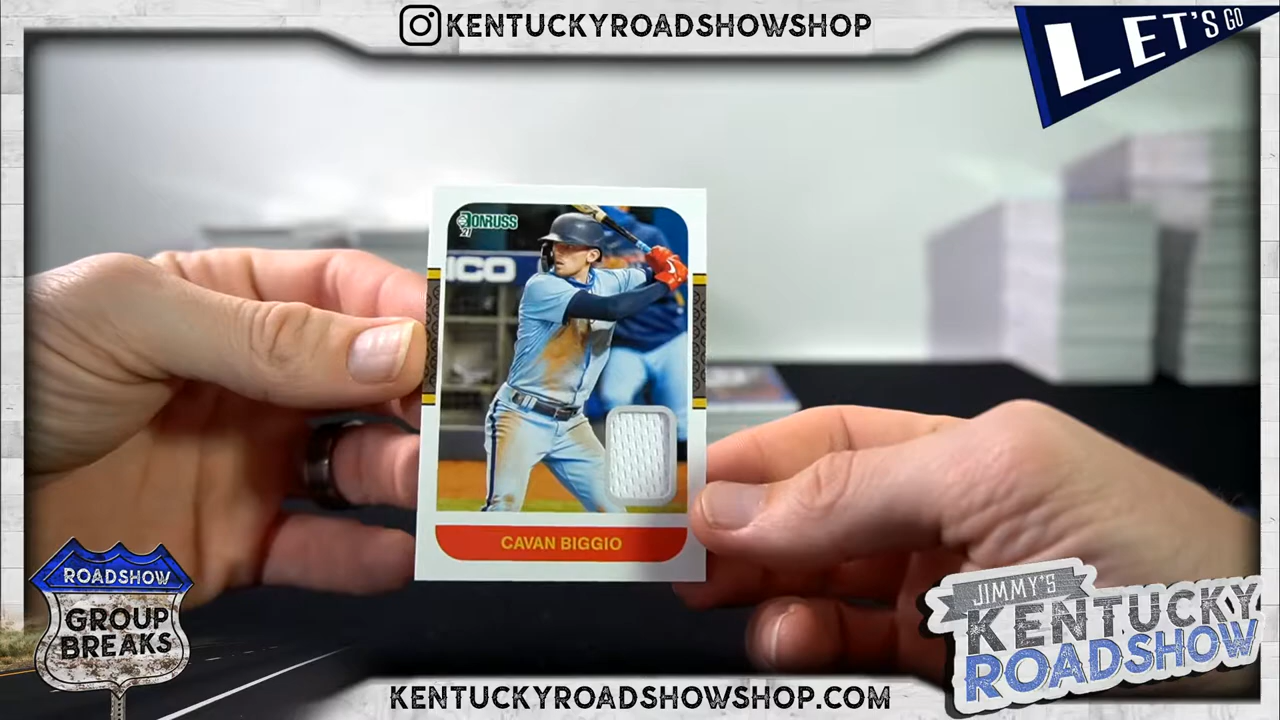 KENTUCKYROADSHOWSHOP
LET'S GO
DONRUSS
21
ICO
CAVAN BIGGIO
ROADSHOW
GROUP
BREAKS
JIMMY'S
KENTUCKY
ROADSHOW
KENTUCKYROADSHOWSHOP.COM